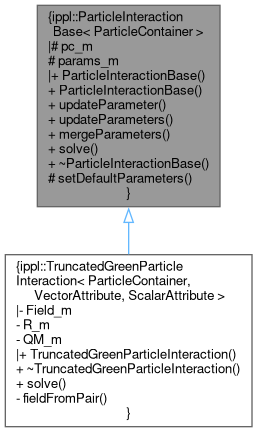 {ippl::ParticleInteraction
Base< ParticleContainer >
|# pc_m
# params_m
|+ ParticleInteractionBase()
+ ParticleInteractionBase()
+ updateParameter()
+ updateParameters()
+ mergeParameters()
+ solve()
+ ~ParticleInteractionBase()
# setDefaultParameters()
}
{ippl::TruncatedGreenParticle
Interaction< ParticleContainer,
VectorAttribute, ScalarAttribute >
|- Field_m
- R_m
- QM_m
|+ TruncatedGreenParticleInteraction()
+ ~TruncatedGreenParticleInteraction()
+ solve()
- fieldFromPair()
}